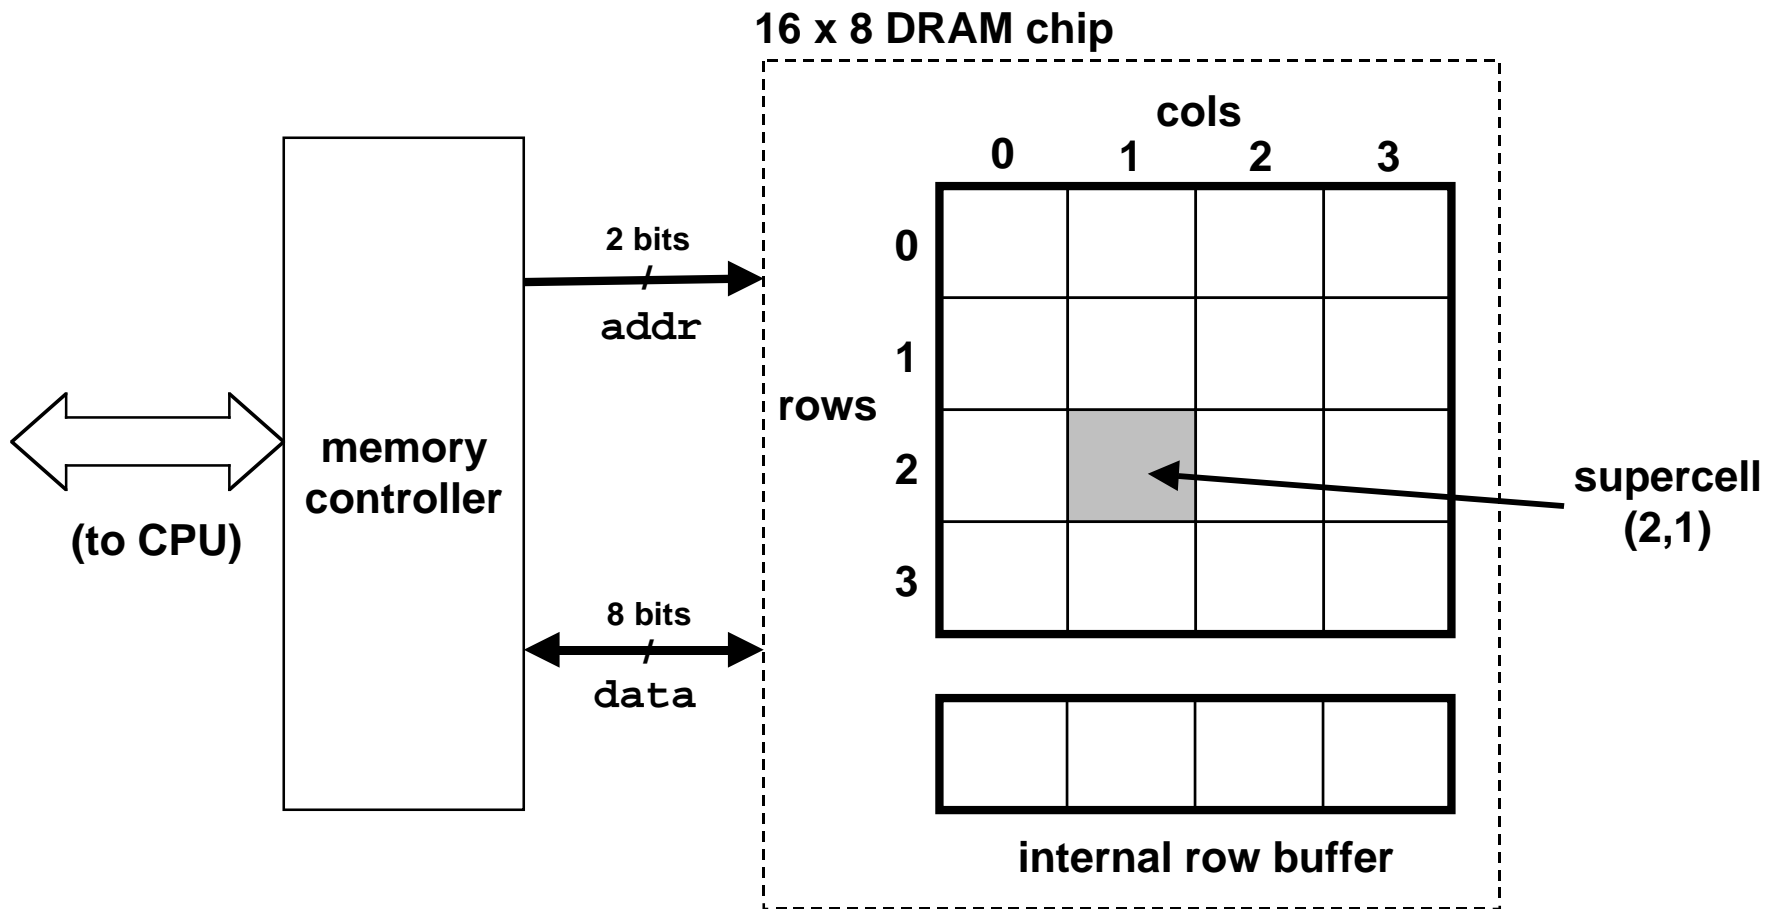 16 x 8 DRAM chip
cols
0 1 2 3
2 bits
addr
0
1
rows
2
3
memory
controller
(to CPU)
supercell
(2,1)
8 bits
data
internal row buffer